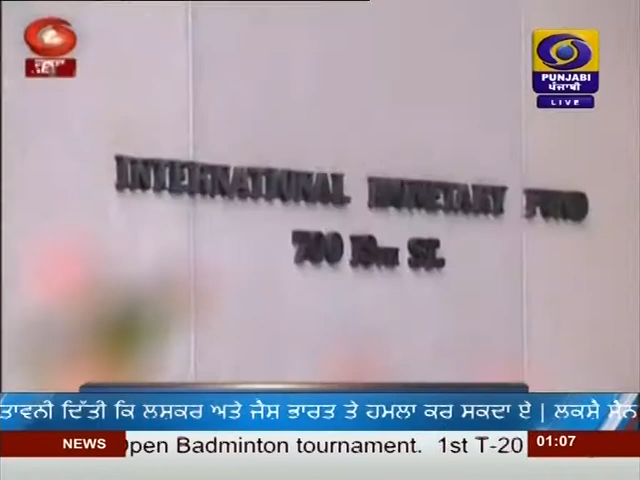 PUNJABI
ਪੰਜਾਬੀ
LIVE
INTERNATIONAL MONETARY FUND
700 19TH ST.
ਤਾਵਨੀ ਦਿੱਤੀ ਕਿ ਲਸ਼ਕਰ ਅਤੇ ਜੈਸ਼ ਭਾਰਤ ਤੇ ਹਮਲਾ ਕਰ ਸਕਦਾ ਏ | ਲਕਸ਼ੈ ਸੇਨ
NEWS Open Badminton tournament. 1st T-20 01:07